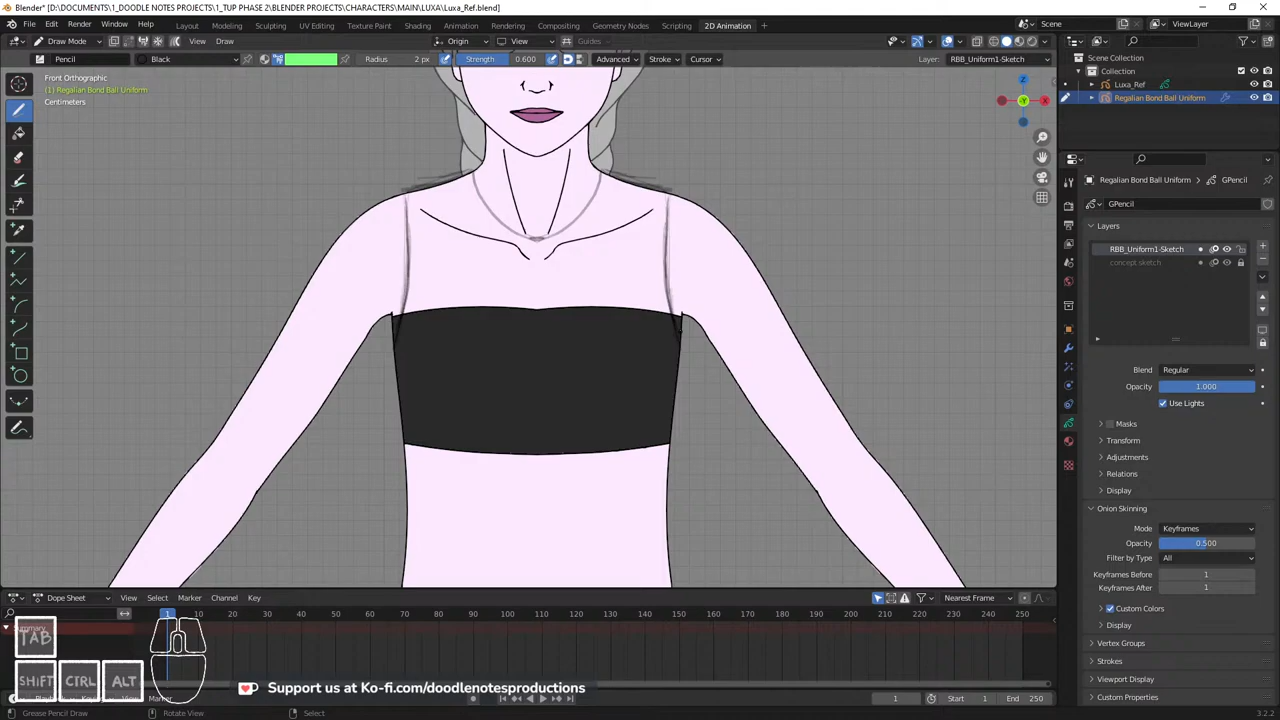 Blender* [D:\DOCUMENTS\1_DOODLE NOTES PROJECTS\1_TUP PHASE 2\BLENDER PROJECTS\CHARACTERS\MAIN\LUXA\Luxa_Ref.blend]
File Edit Render Window Help Layout Modeling Sculpting UV Editing Texture Paint Shading Animation Rendering Compositing Geometry Nodes Scripting 2D Animation Scene ViewLayer
Draw Mode View Draw Origin View Guides
Pencil Black Radius 2 px Strength 0.600 Advanced Stroke Cursor Layer: RBB_Uniform1-Sketch
Front Orthographic
(1) Regalian Bond Ball Uniform
Centimeters
Z
X
Y
Scene Collection
Collection
Luxa_Ref
Regalian Bond Ball Uniform
Regalian Bond Ball Uniform GPencil
GPencil
Layers
RBB_Uniform1-Sketch
concept sketch
Blend Regular
Opacity 1.000
Use Lights
Masks
Transform
Adjustments
Relations
Display
Onion Skinning
Mode Keyframes
Opacity 0.500
Filter by Type All
Keyframes Before 1
Keyframes After 1
Custom Colors
Display
Vertex Groups
Strokes
Viewport Display
Custom Properties
Dope Sheet View Select Marker Channel Key Nearest Frame
1 10 20 30 40 50 60 70 80 90 100 110 120 130 140 150 160 170 180 190 200 210 220 230 240 250
Summary
TAB
SHIFT CTRL ALT
Support us at Ko-fi.com/doodlenotesproductions
Marker 1 Start 1 End 250
Grease Pencil Draw Rotate View Select 3.2.2